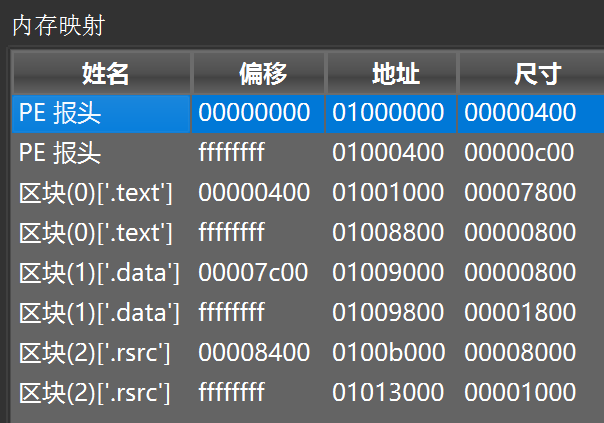 内存映射
姓名 偏移 地址 尺寸
PE 报头 00000000 01000000 00000400
PE 报头 ffffffff 01000400 00000c00
区块(0)['.text'] 00000400 01001000 00007800
区块(0)['.text'] ffffffff 01008800 00000800
区块(1)['.data'] 00007c00 01009000 00000800
区块(1)['.data'] ffffffff 01009800 00001800
区块(2)['.rsrc'] 00008400 0100b000 00008000
区块(2)['.rsrc'] ffffffff 01013000 00001000